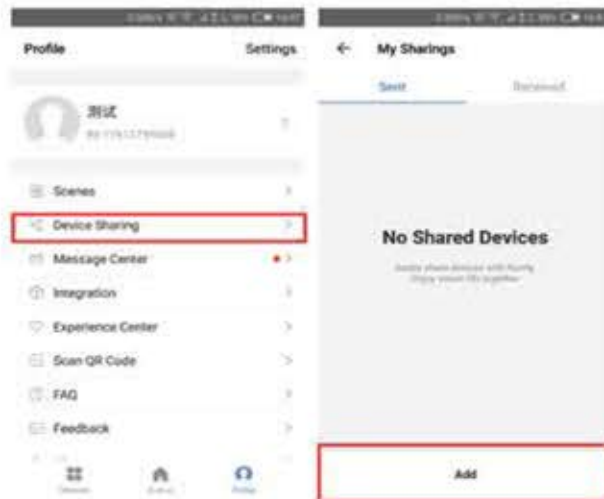 Profile
Settings
测试
Scenes
Device Sharing
Message Center
Integration
Experience Center
Scan QR Code
FAQ
Feedback
Profile
My Sharings
Sent
Received
No Shared Devices
Add